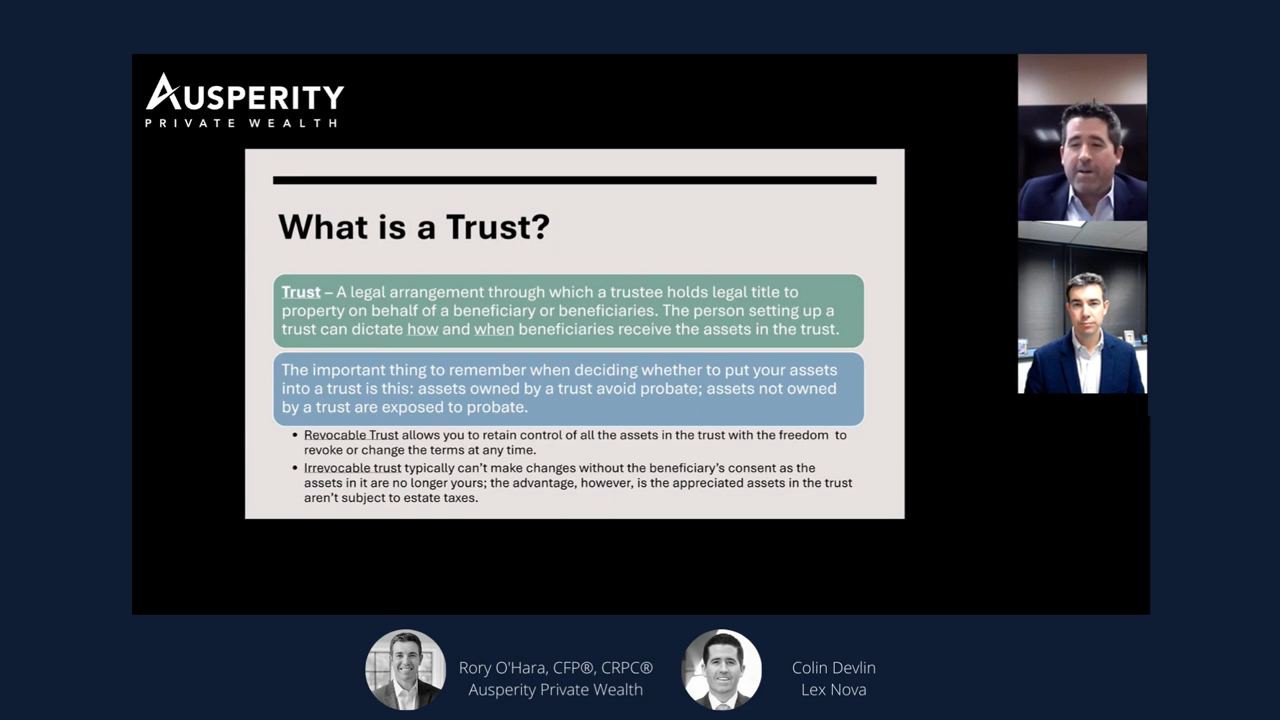 AUSPERITY
PRIVATE WEALTH
What is a Trust?
Trust – A legal arrangement through which a trustee holds legal title to
property on behalf of a beneficiary or beneficiaries. The person setting up a
trust can dictate how and when beneficiaries receive the assets in the trust.
The important thing to remember when deciding whether to put your assets
into a trust is this: assets owned by a trust avoid probate; assets not owned
by a trust are exposed to probate.
• Revocable Trust allows you to retain control of all the assets in the trust with the freedom to
revoke or change the terms at any time.
• Irrevocable trust typically can't make changes without the beneficiary's consent as the
assets in it are no longer yours; the advantage, however, is the appreciated assets in the trust
aren't subject to estate taxes.
Rory O'Hara, CFP®, CRPC®
Ausperity Private Wealth
Colin Devlin
Lex Nova